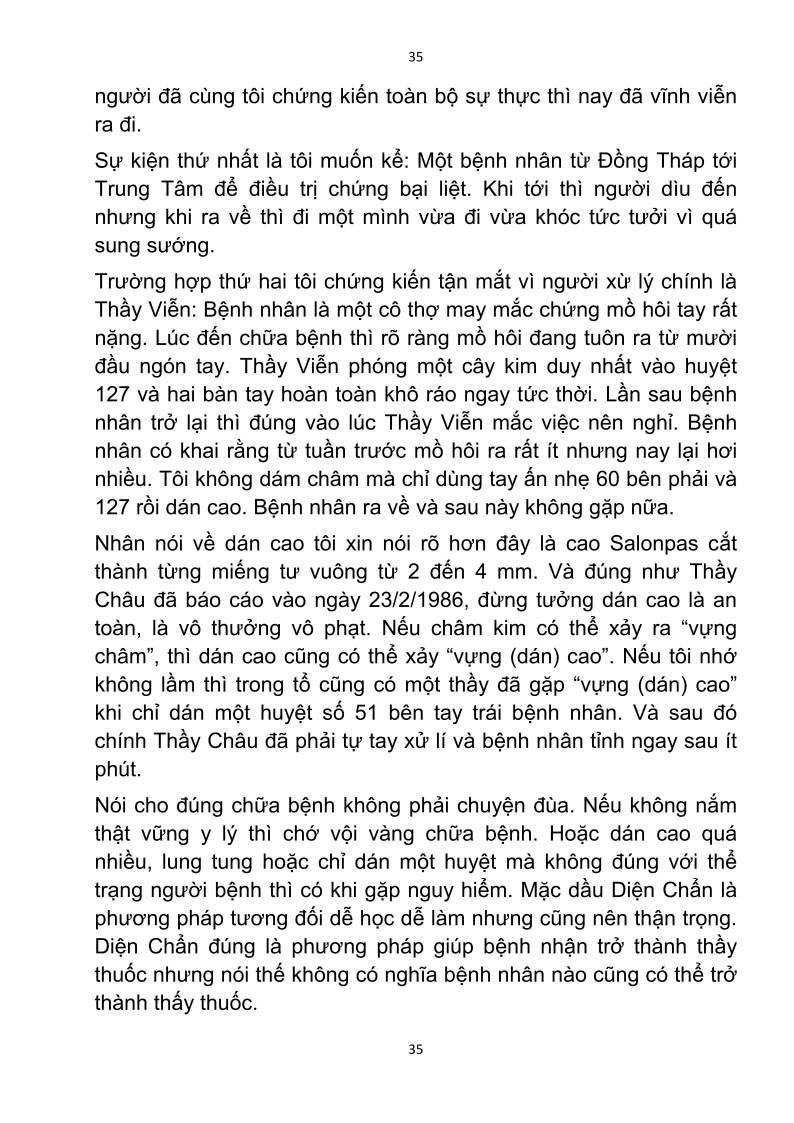 35
người đã cùng tôi chứng kiến toàn bộ sự thực thì nay đã vĩnh viễn
ra đi.
Sự kiện thứ nhất là tôi muốn kể: Một bệnh nhân từ Đồng Tháp tới
Trung Tâm để điều trị chứng bại liệt. Khi tới thì người dìu đến
nhưng khi ra về thì đi một mình vừa đi vừa khóc tức tưởi vì quá
sung sướng.
Trường hợp thứ hai tôi chứng kiến tận mắt vì người xử lý chính là
Thầy Viễn: Bệnh nhân là một cô thợ may mắc chứng mồ hôi tay rất
nặng. Lúc đến chữa bệnh thì rõ ràng mồ hôi đang tuôn ra từ mười
đầu ngón tay. Thầy Viễn phóng một cây kim duy nhất vào huyệt
127 và hai bàn tay hoàn toàn khô ráo ngay tức thời. Lần sau bệnh
nhân trở lại thì đúng vào lúc Thầy Viễn mắc việc nên nghỉ. Bệnh
nhân có khai rằng từ tuần trước mồ hôi ra rất ít nhưng nay lại hơi
nhiều. Tôi không dám châm mà chỉ dùng tay ấn nhẹ 60 bên phải và
127 rồi dán cao. Bệnh nhân ra về và sau này không gặp nữa.
Nhân nói về dán cao tôi xin nói rõ hơn đây là cao Salonpas cắt
thành từng miếng tư vuông từ 2 đến 4 mm. Và đúng như Thầy
Châu đã báo cáo vào ngày 23/2/1986, đừng tưởng dán cao là an
toàn, là vô thưởng vô phạt. Nếu châm kim có thể xảy ra “vựng
châm”, thì dán cao cũng có thể xảy “vựng (dán) cao”. Nếu tôi nhớ
không lầm thì trong tổ cũng có một thầy đã gặp “vựng (dán) cao”
khi chỉ dán một huyệt số 51 bên tay trái bệnh nhân. Và sau đó
chính Thầy Châu đã phải tự tay xử lí và bệnh nhân tỉnh ngay sau ít
phút.
Nói cho đúng chữa bệnh không phải chuyện đùa. Nếu không nắm
thật vững y lý thì chớ vội vàng chữa bệnh. Hoặc dán cao quá
nhiều, lung tung hoặc chỉ dán một huyệt mà không đúng với thể
trạng người bệnh thì có khi gặp nguy hiểm. Mặc dầu Diện Chẩn là
phương pháp tương đối dễ học dễ làm nhưng cũng nên thận trọng.
Diện Chẩn đúng là phương pháp giúp bệnh nhận trở thành thầy
thuốc nhưng nói thế không có nghĩa bệnh nhân nào cũng có thể trở
thành thấy thuốc.
35